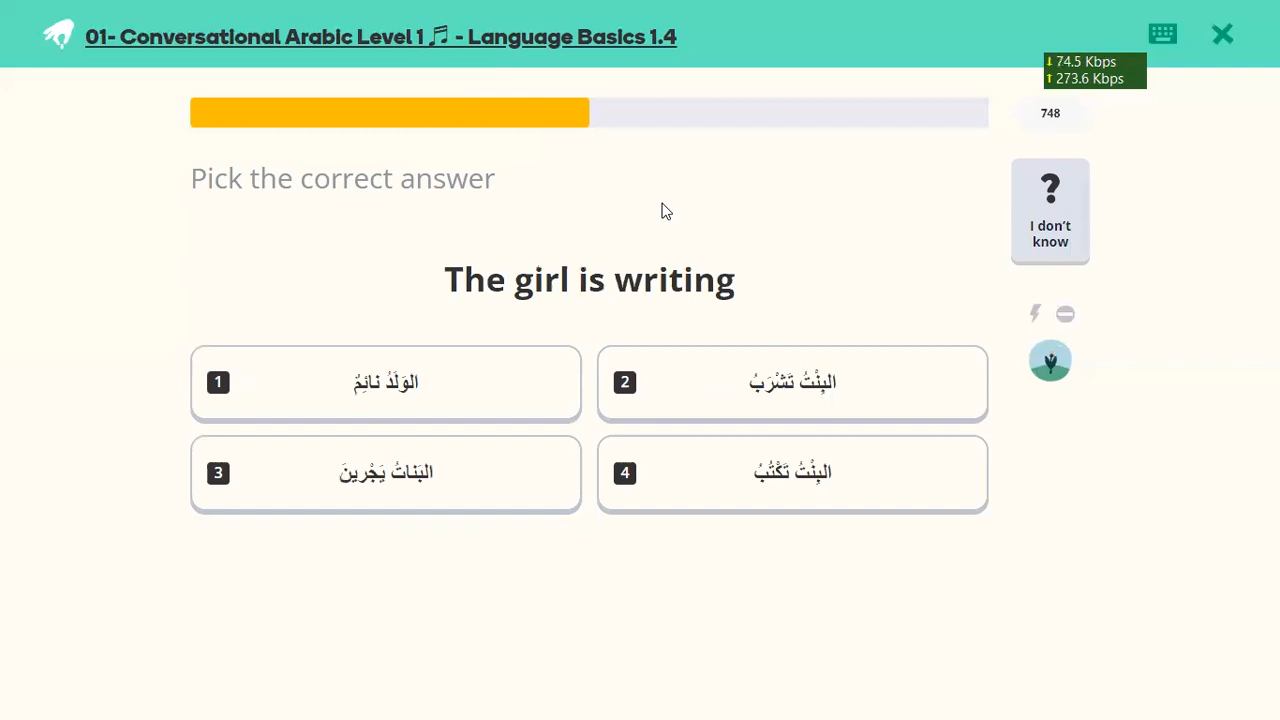 01- Conversational Arabic Level 1 🎵 - Language Basics 1.4
↓ 74.5 Kbps
↑ 273.6 Kbps
748
Pick the correct answer
?
I don't
know
The girl is writing
1 الوَلَدُ نائِمٌ
2 البِنْتُ تَشْرَبُ
3 البَناتُ يَجْرينَ
4 البِنْتُ تَكْتُبُ